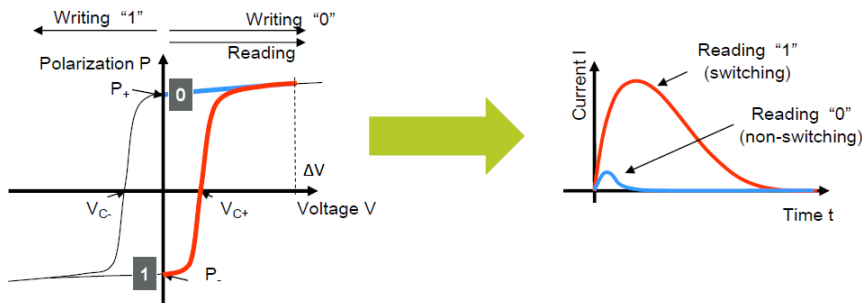 Writing “1” Writing “0”
Reading
Polarization P
P+
0
ΔV
VC- VC+ Voltage V
1
P-
Current I
Reading “1”
(switching)
Reading “0”
(non-switching)
Time t